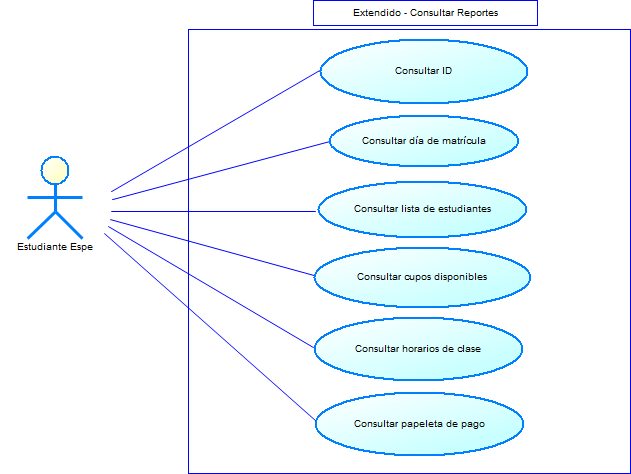 Extendido - Consultar Reportes
Consultar ID
Consultar día de matrícula
Consultar lista de estudiantes
Estudiante Espe
Consultar cupos disponibles
Consultar horarios de clase
Consultar papeleta de pago